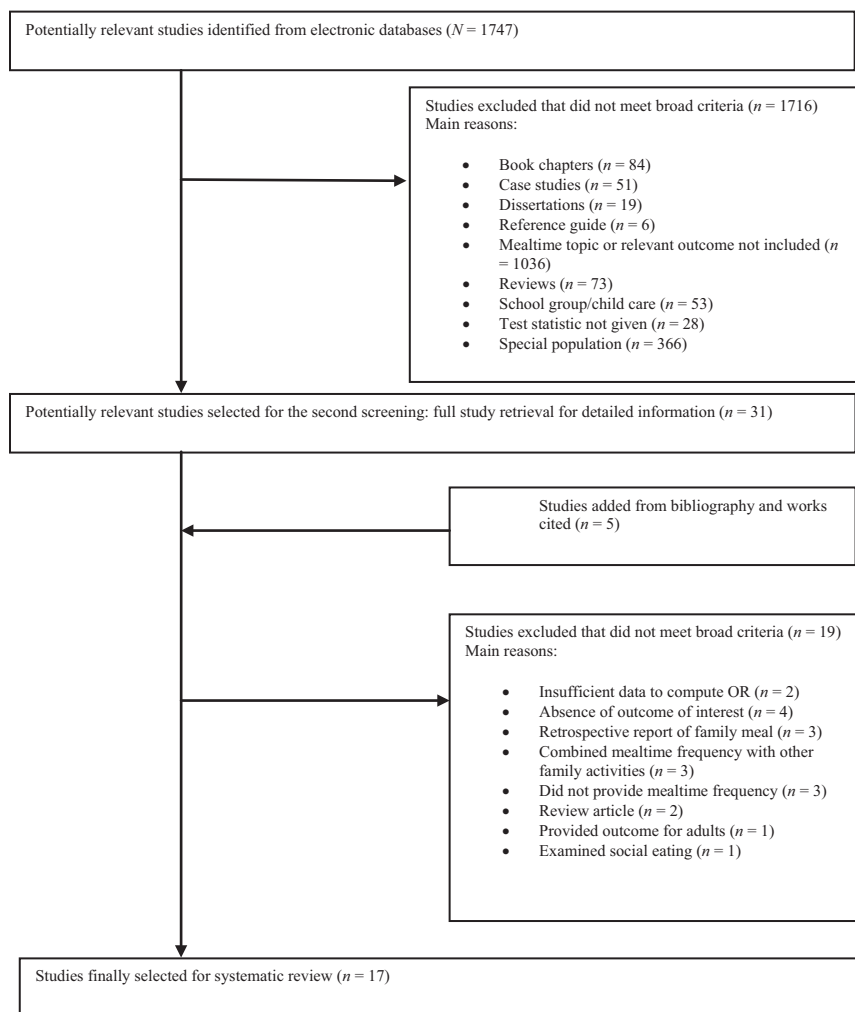 Potentially relevant studies identified from electronic databases (N = 1747)
Studies excluded that did not meet broad criteria (n = 1716)
Main reasons:
• Book chapters (n = 84)
• Case studies (n = 51)
• Dissertations (n = 19)
• Reference guide (n = 6)
• Mealtime topic or relevant outcome not included (n
= 1036)
• Reviews (n = 73)
• School group/child care (n = 53)
• Test statistic not given (n = 28)
• Special population (n = 366)
Potentially relevant studies selected for the second screening: full study retrieval for detailed information (n = 31)
Studies added from bibliography and works
cited (n = 5)
Studies excluded that did not meet broad criteria (n = 19)
Main reasons:
• Insufficient data to compute OR (n = 2)
• Absence of outcome of interest (n = 4)
• Retrospective report of family meal (n = 3)
• Combined mealtime frequency with other
family activities (n = 3)
• Did not provide mealtime frequency (n = 3)
• Review article (n = 2)
• Provided outcome for adults (n = 1)
• Examined social eating (n = 1)
Studies finally selected for systematic review (n = 17)